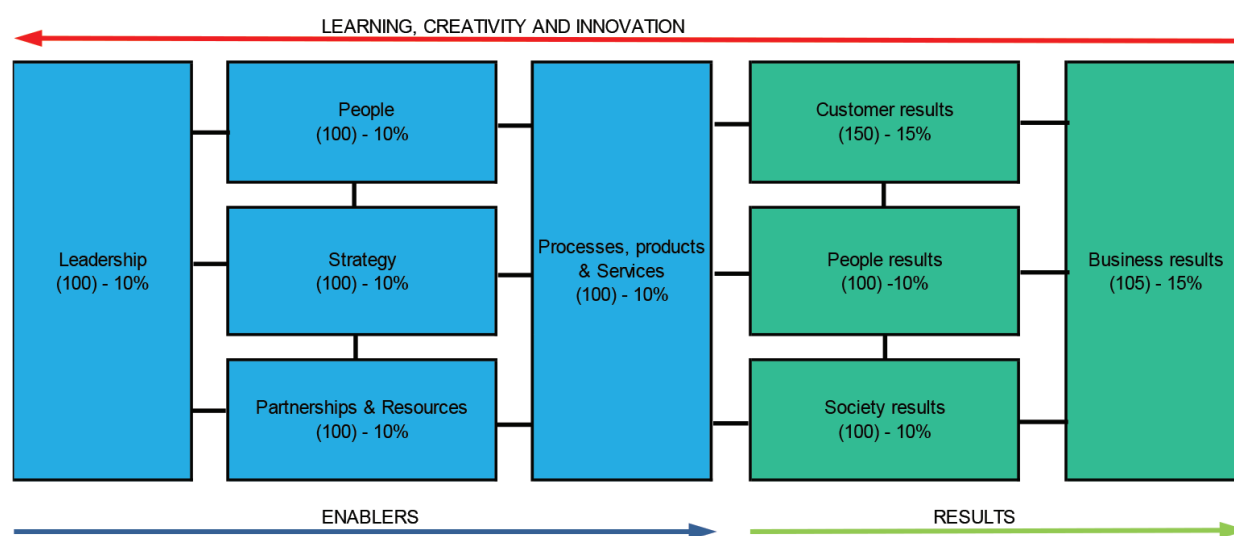 LEARNING, CREATIVITY AND INNOVATION
Leadership
(100) - 10%
People
(100) - 10%
Strategy
(100) - 10%
Partnerships & Resources
(100) - 10%
Processes, products
& Services
(100) - 10%
Customer results
(150) - 15%
People results
(100) -10%
Society results
(100) - 10%
Business results
(105) - 15%
ENABLERS
RESULTS